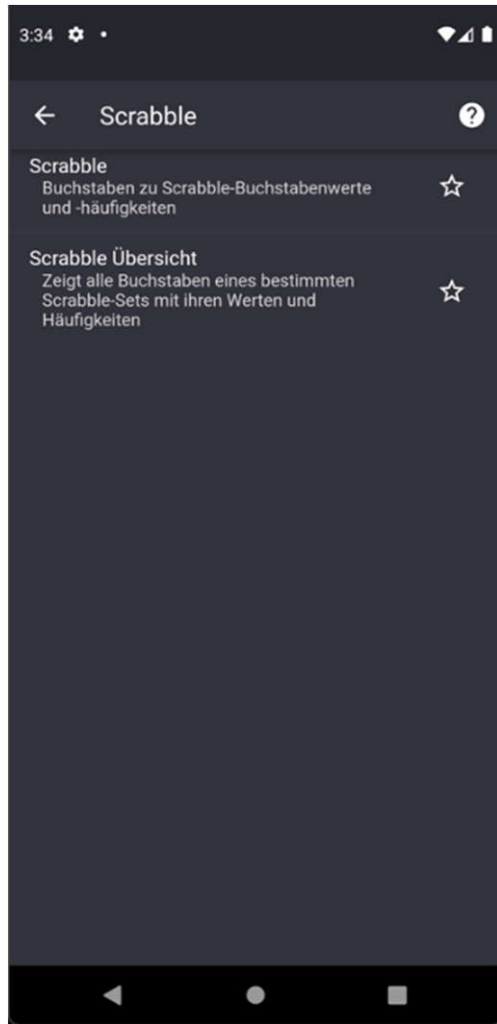 3:34
Scrabble
Scrabble
Buchstaben zu Scrabble-Buchstabenwerte
und -häufigkeiten
Scrabble Übersicht
Zeigt alle Buchstaben eines bestimmten
Scrabble-Sets mit ihren Werten und
Häufigkeiten